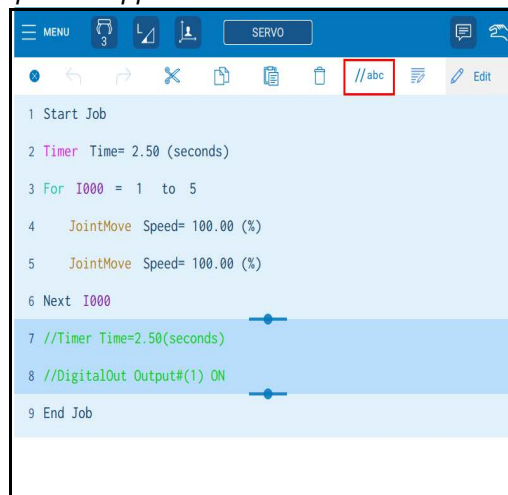 MENU 3 L SERVO
//abc Edit
1 Start Job
2 Timer Time= 2.50 (seconds)
3 For I000 = 1 to 5
4 JointMove Speed= 100.00 (%)
5 JointMove Speed= 100.00 (%)
6 Next I000
7 //Timer Time=2.50(seconds)
8 //DigitalOut Output#(1) ON
9 End Job